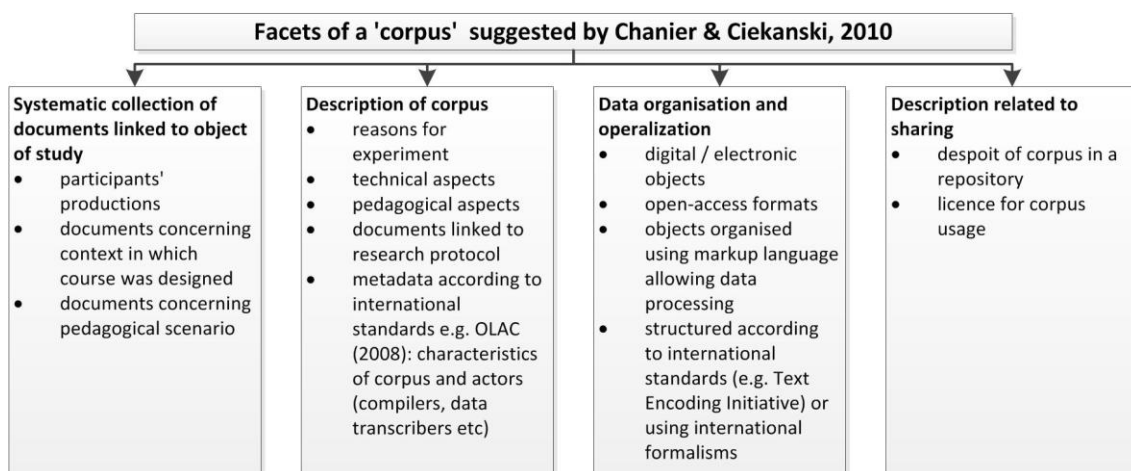 Facets of a 'corpus' suggested by Chanier & Ciekanski, 2010
Systematic collection of
documents linked to object
of study
• participants'
productions
• documents concerning
context in which
course was designed
• documents concerning
pedagogical scenario
Description of corpus
• reasons for
experiment
• technical aspects
• pedagogical aspects
• documents linked to
research protocol
• metadata according to
international
standards e.g. OLAC
(2008): characteristics
of corpus and actors
(compilers, data
transcribers etc)
Data organisation and
operalization
• digital / electronic
objects
• open-access formats
• objects organised
using markup language
allowing data
processing
• structured according
to international
standards (e.g. Text
Encoding Initiative) or
using international
formalisms
Description related to
sharing
• despoit of corpus in a
repository
• licence for corpus
usage